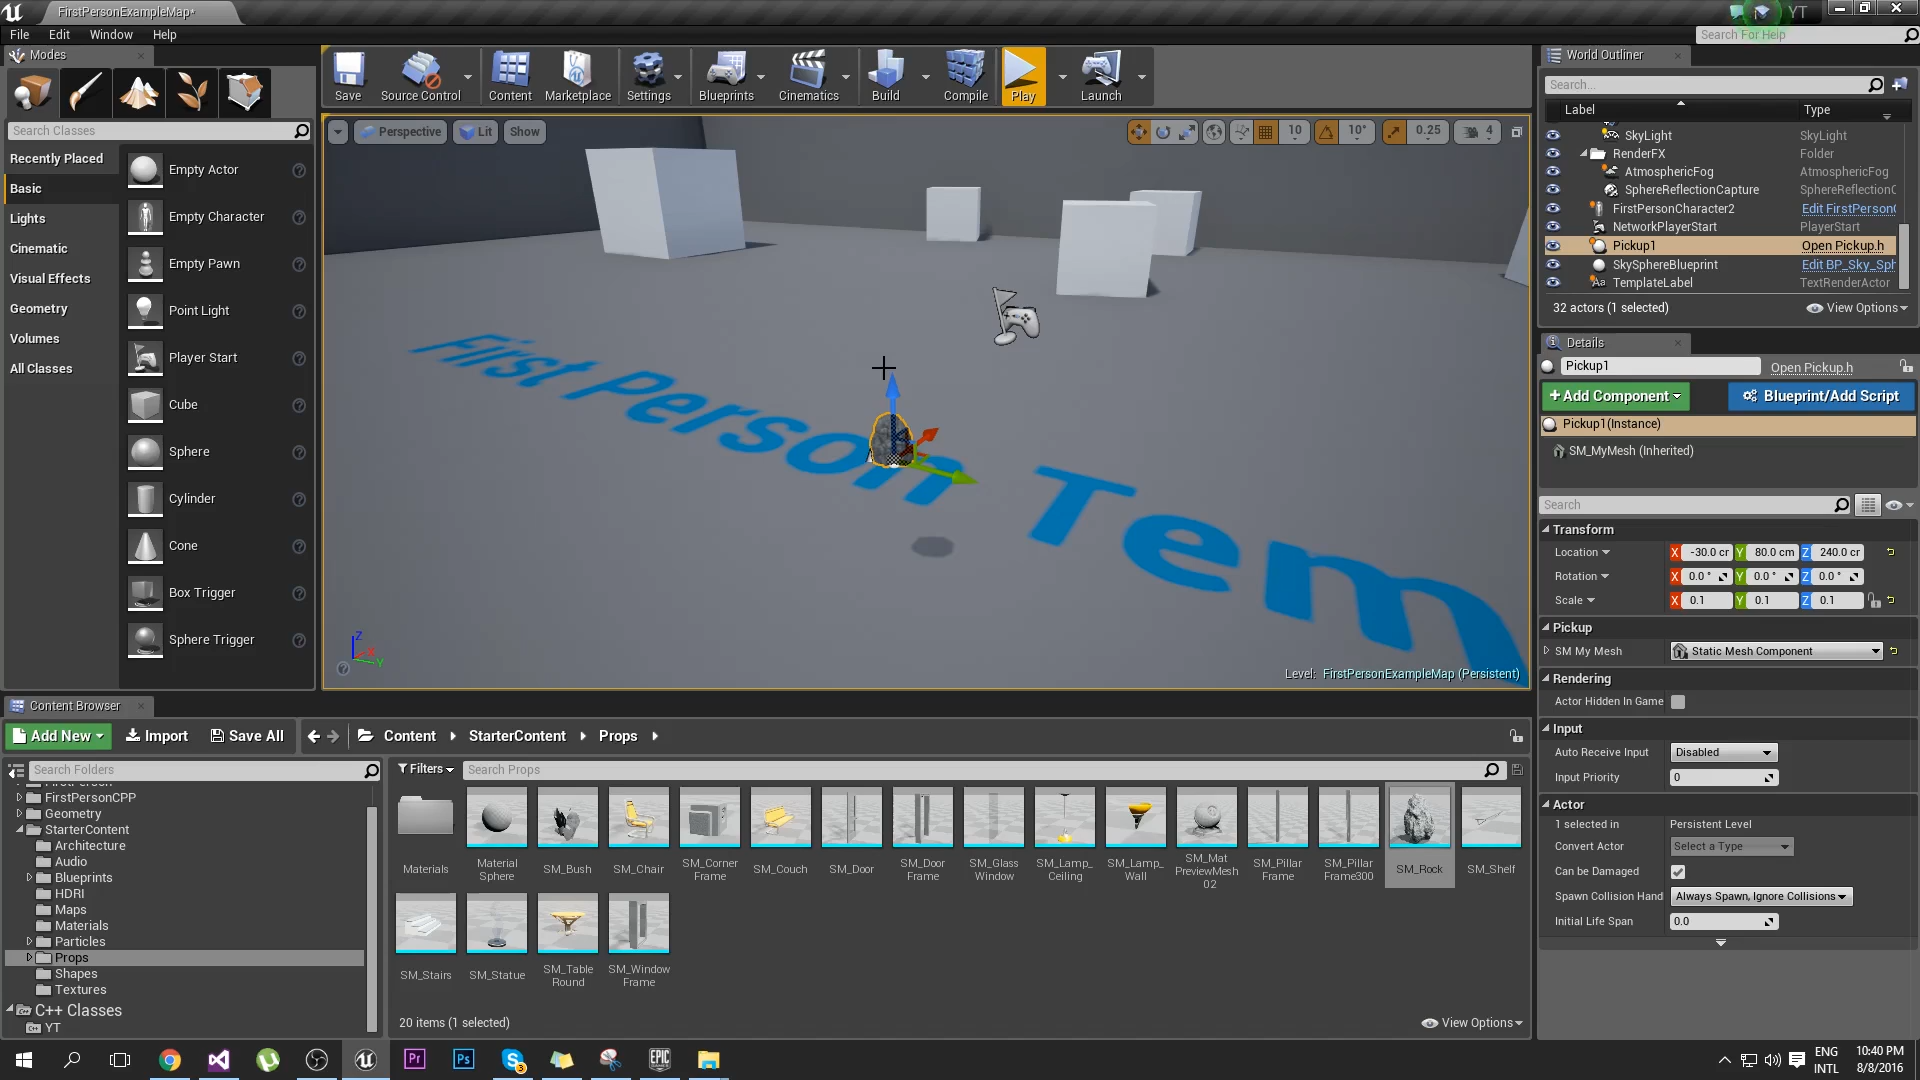 FirstPersonExampleMap*
YT
File Edit Window Help
Search For Help
Modes
Search Classes
Recently Placed
Basic
Lights
Cinematic
Visual Effects
Geometry
Volumes
All Classes
Empty Actor
Empty Character
Empty Pawn
Point Light
Player Start
Cube
Sphere
Cylinder
Cone
Box Trigger
Sphere Trigger
Save Source Control Content Marketplace Settings Blueprints Cinematics Build Compile Play Launch
Perspective Lit Show
10 10° 0.25 4
First Person Tem
Z X Y
Level: FirstPersonExampleMap (Persistent)
World Outliner
Search...
Label Type
SkyLight SkyLight
RenderFX Folder
AtmosphericFog AtmosphericFog
SphereReflectionCapture SphereReflectionC
FirstPersonCharacter2 Edit FirstPerson(
NetworkPlayerStart PlayerStart
Pickup1 Open Pickup.h
SkySphereBlueprint Edit BP_Sky_Sph
TemplateLabel TextRenderActor
32 actors (1 selected) View Options
Details
Pickup1 Open Pickup.h
+Add Component Blueprint/Add Script
Pickup1(Instance)
SM_MyMesh (Inherited)
Search
Transform
Location X -30.0 cr Y 80.0 cm Z 240.0 cr
Rotation X 0.0 ° Y 0.0 ° Z 0.0 °
Scale X 0.1 Y 0.1 Z 0.1
Pickup
SM My Mesh Static Mesh Component
Rendering
Actor Hidden In Game
Input
Auto Receive Input Disabled
Input Priority 0
Actor
1 selected in Persistent Level
Convert Actor Select a Type
Can be Damaged
Spawn Collision Hand Always Spawn, Ignore Collisions
Initial Life Span 0.0
Content Browser
Add New Import Save All Content StarterContent Props
Search Folders
Filters Search Props
FirstPerson
FirstPersonCPP
Geometry
StarterContent
Architecture
Audio
Blueprints
HDRI
Maps
Materials
Particles
Props
Shapes
Textures
C++ Classes
YT
Materials
Material Sphere
SM_Bush
SM_Chair
SM_Corner Frame
SM_Couch
SM_Door
SM_Door Frame
SM_Glass Window
SM_Lamp_ Ceiling
SM_Lamp_ Wall
SM_Mat PreviewMesh 02
SM_Pillar Frame
SM_Pillar Frame300
SM_Rock
SM_Shelf
SM_Stairs
SM_Statue
SM_Table Round
SM_Window Frame
20 items (1 selected) View Options
Pr Ps 3 EPIC GAMES
ENG INTL
10:40 PM
8/8/2016